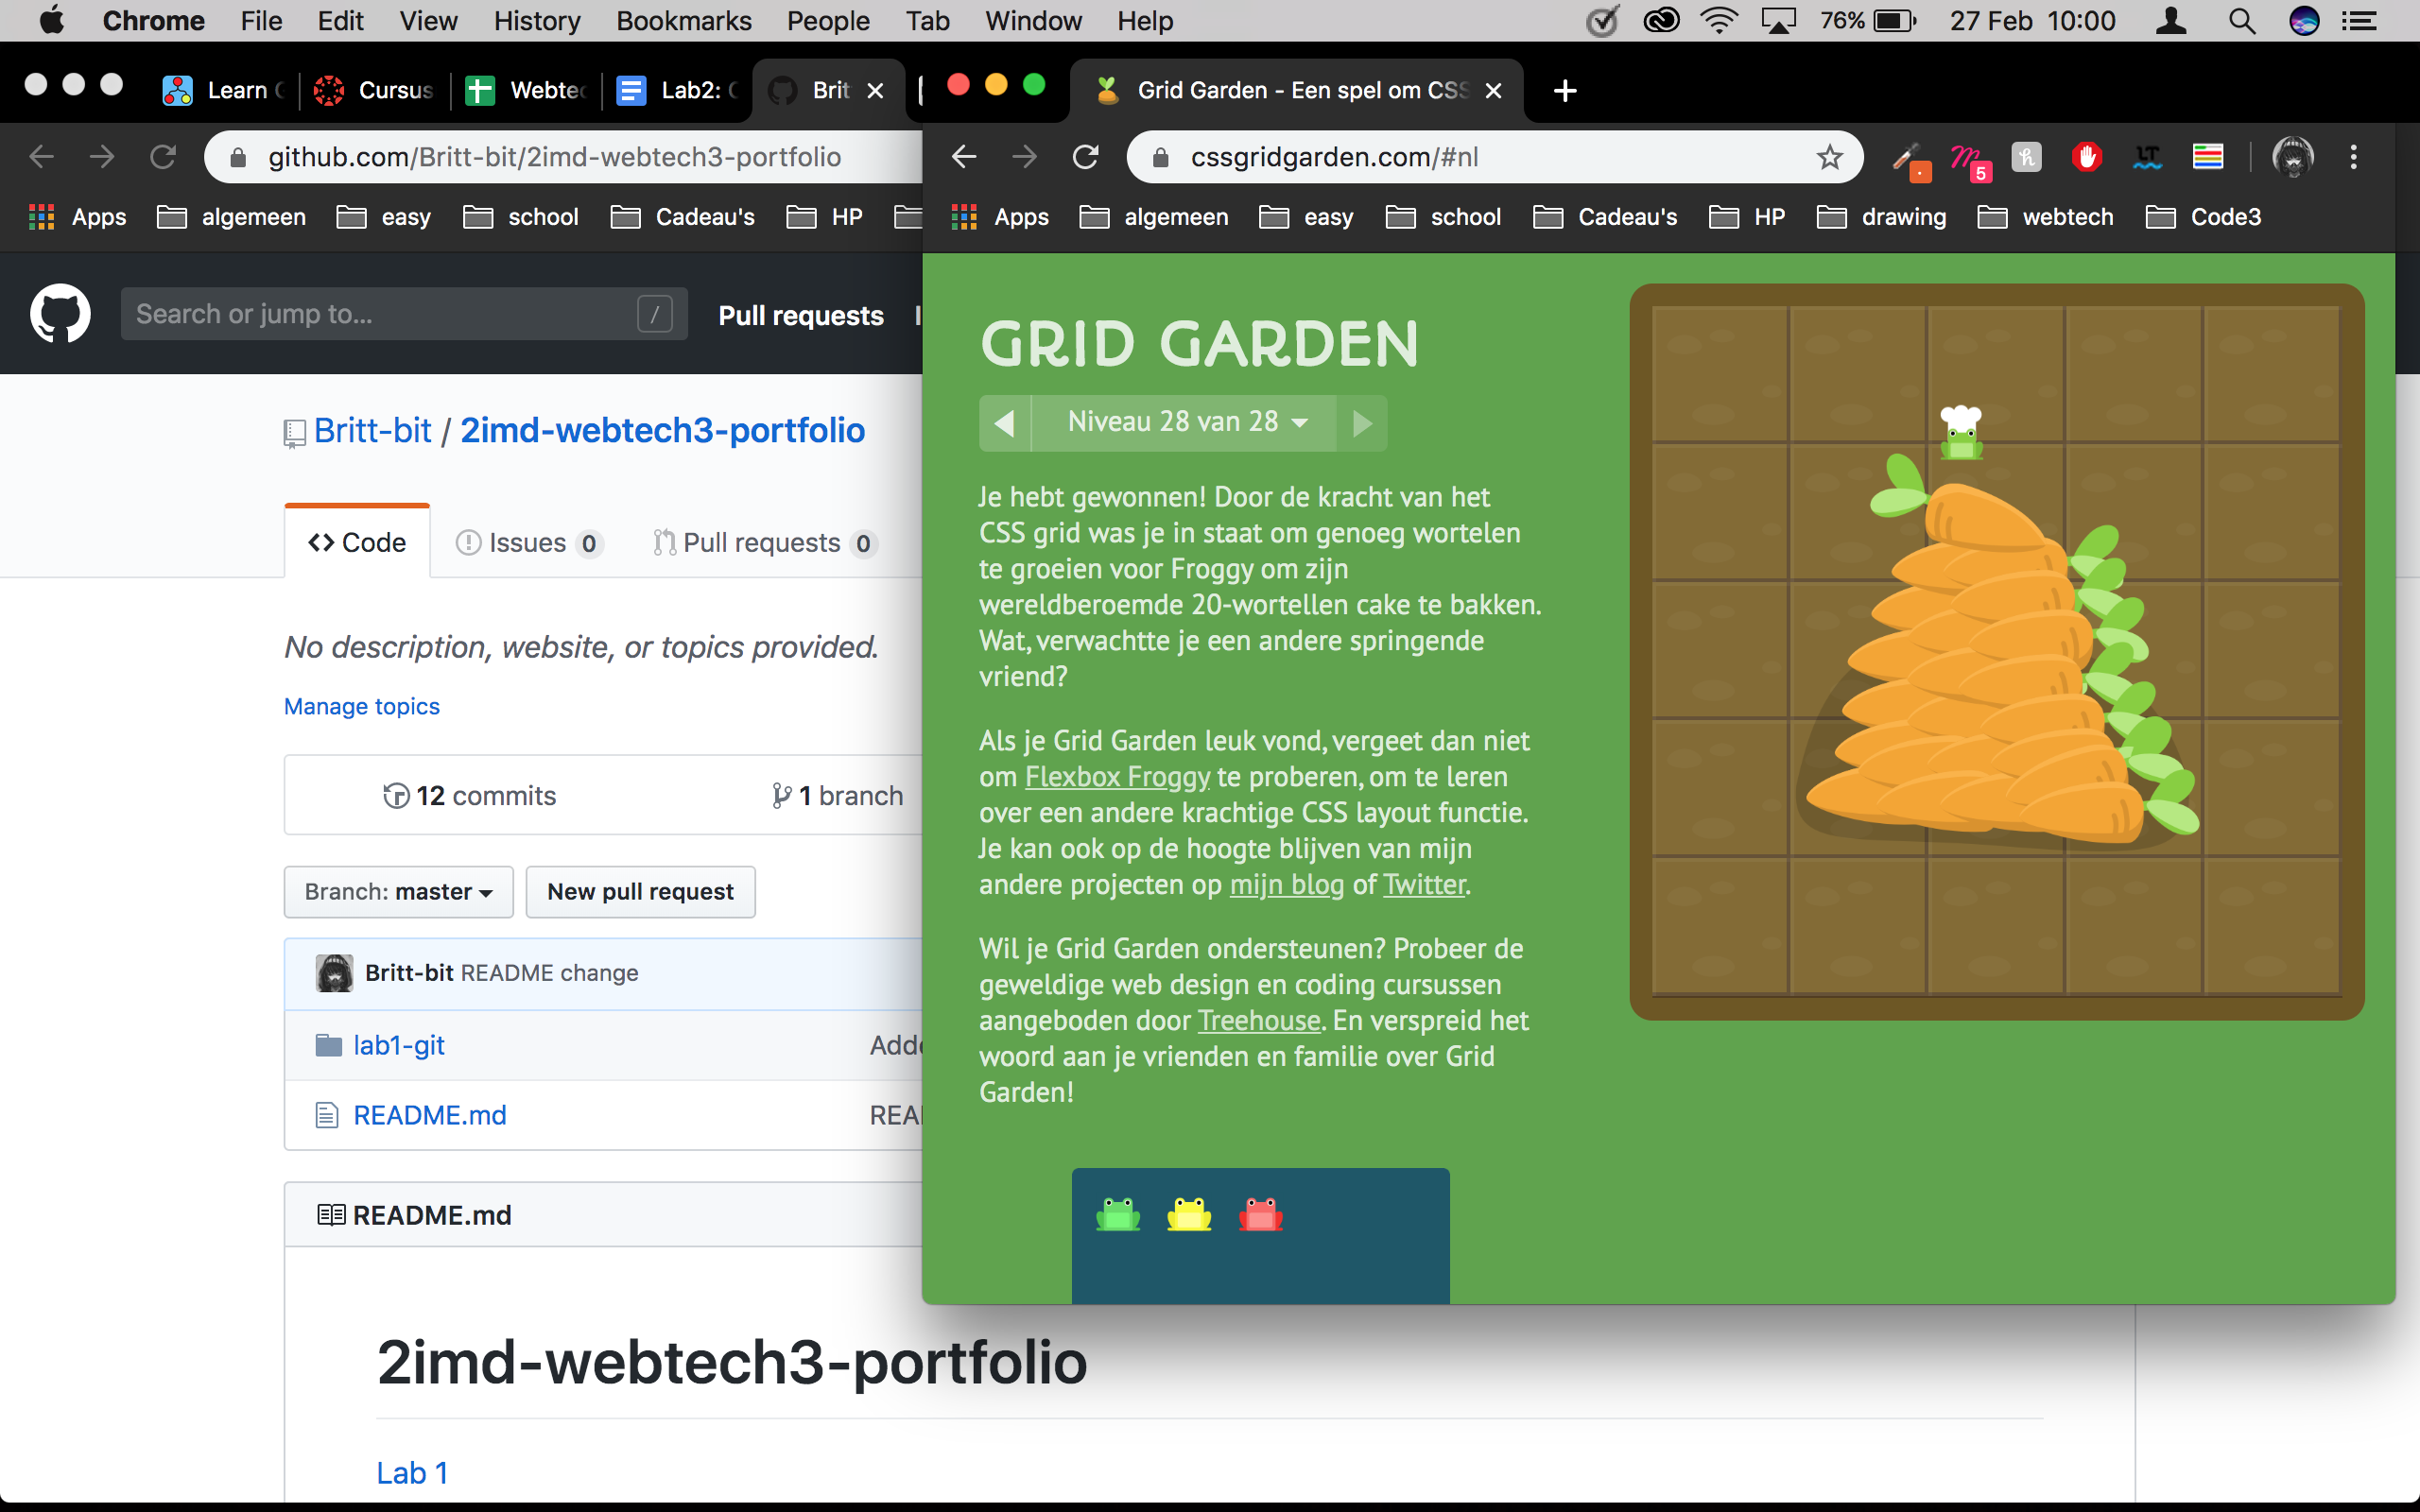 Chrome File Edit View History Bookmarks People Tab Window Help 76% 27 Feb 10:00
Learn Cursus Webtec Lab2: Brit
github.com/Britt-bit/2imd-webtech3-portfolio
Apps algemeen easy school Cadeau's HP
Search or jump to... / Pull requests
Britt-bit / 2imd-webtech3-portfolio
Code Issues 0 Pull requests 0
No description, website, or topics provided.
Manage topics
12 commits 1 branch
Branch: master New pull request
Britt-bit README change
lab1-git Adde
README.md REA
README.md
2imd-webtech3-portfolio
Lab 1
Grid Garden - Een spel om CSS
cssgridgarden.com/#nl
5
LT
Apps algemeen easy school Cadeau's HP drawing webtech Code3
GRID GARDEN
Niveau 28 van 28
Je hebt gewonnen! Door de kracht van het
CSS grid was je in staat om genoeg wortelen
te groeien voor Froggy om zijn
wereldberoemde 20-wortellen cake te bakken.
Wat, verwachtte je een andere springende
vriend?
Als je Grid Garden leuk vond, vergeet dan niet
om Flexbox Froggy te proberen, om te leren
over een andere krachtige CSS layout functie.
Je kan ook op de hoogte blijven van mijn
andere projecten op mijn blog of Twitter.
Wil je Grid Garden ondersteunen? Probeer de
geweldige web design en coding cursussen
aangeboden door Treehouse. En verspreid het
woord aan je vrienden en familie over Grid
Garden!